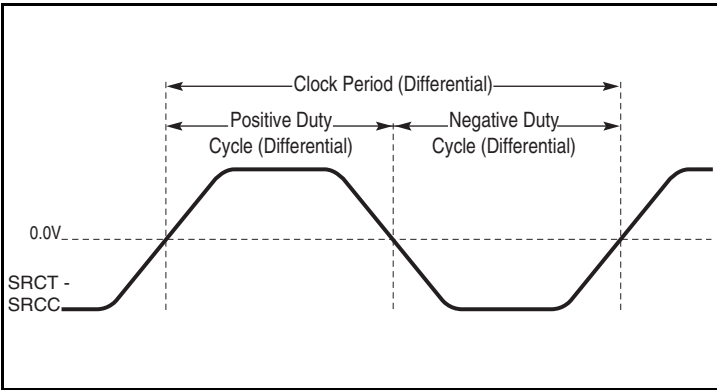 Clock Period (Differential)
Positive Duty
Cycle (Differential)
Negative Duty
Cycle (Differential)
0.0V
SRCT -
SRCC